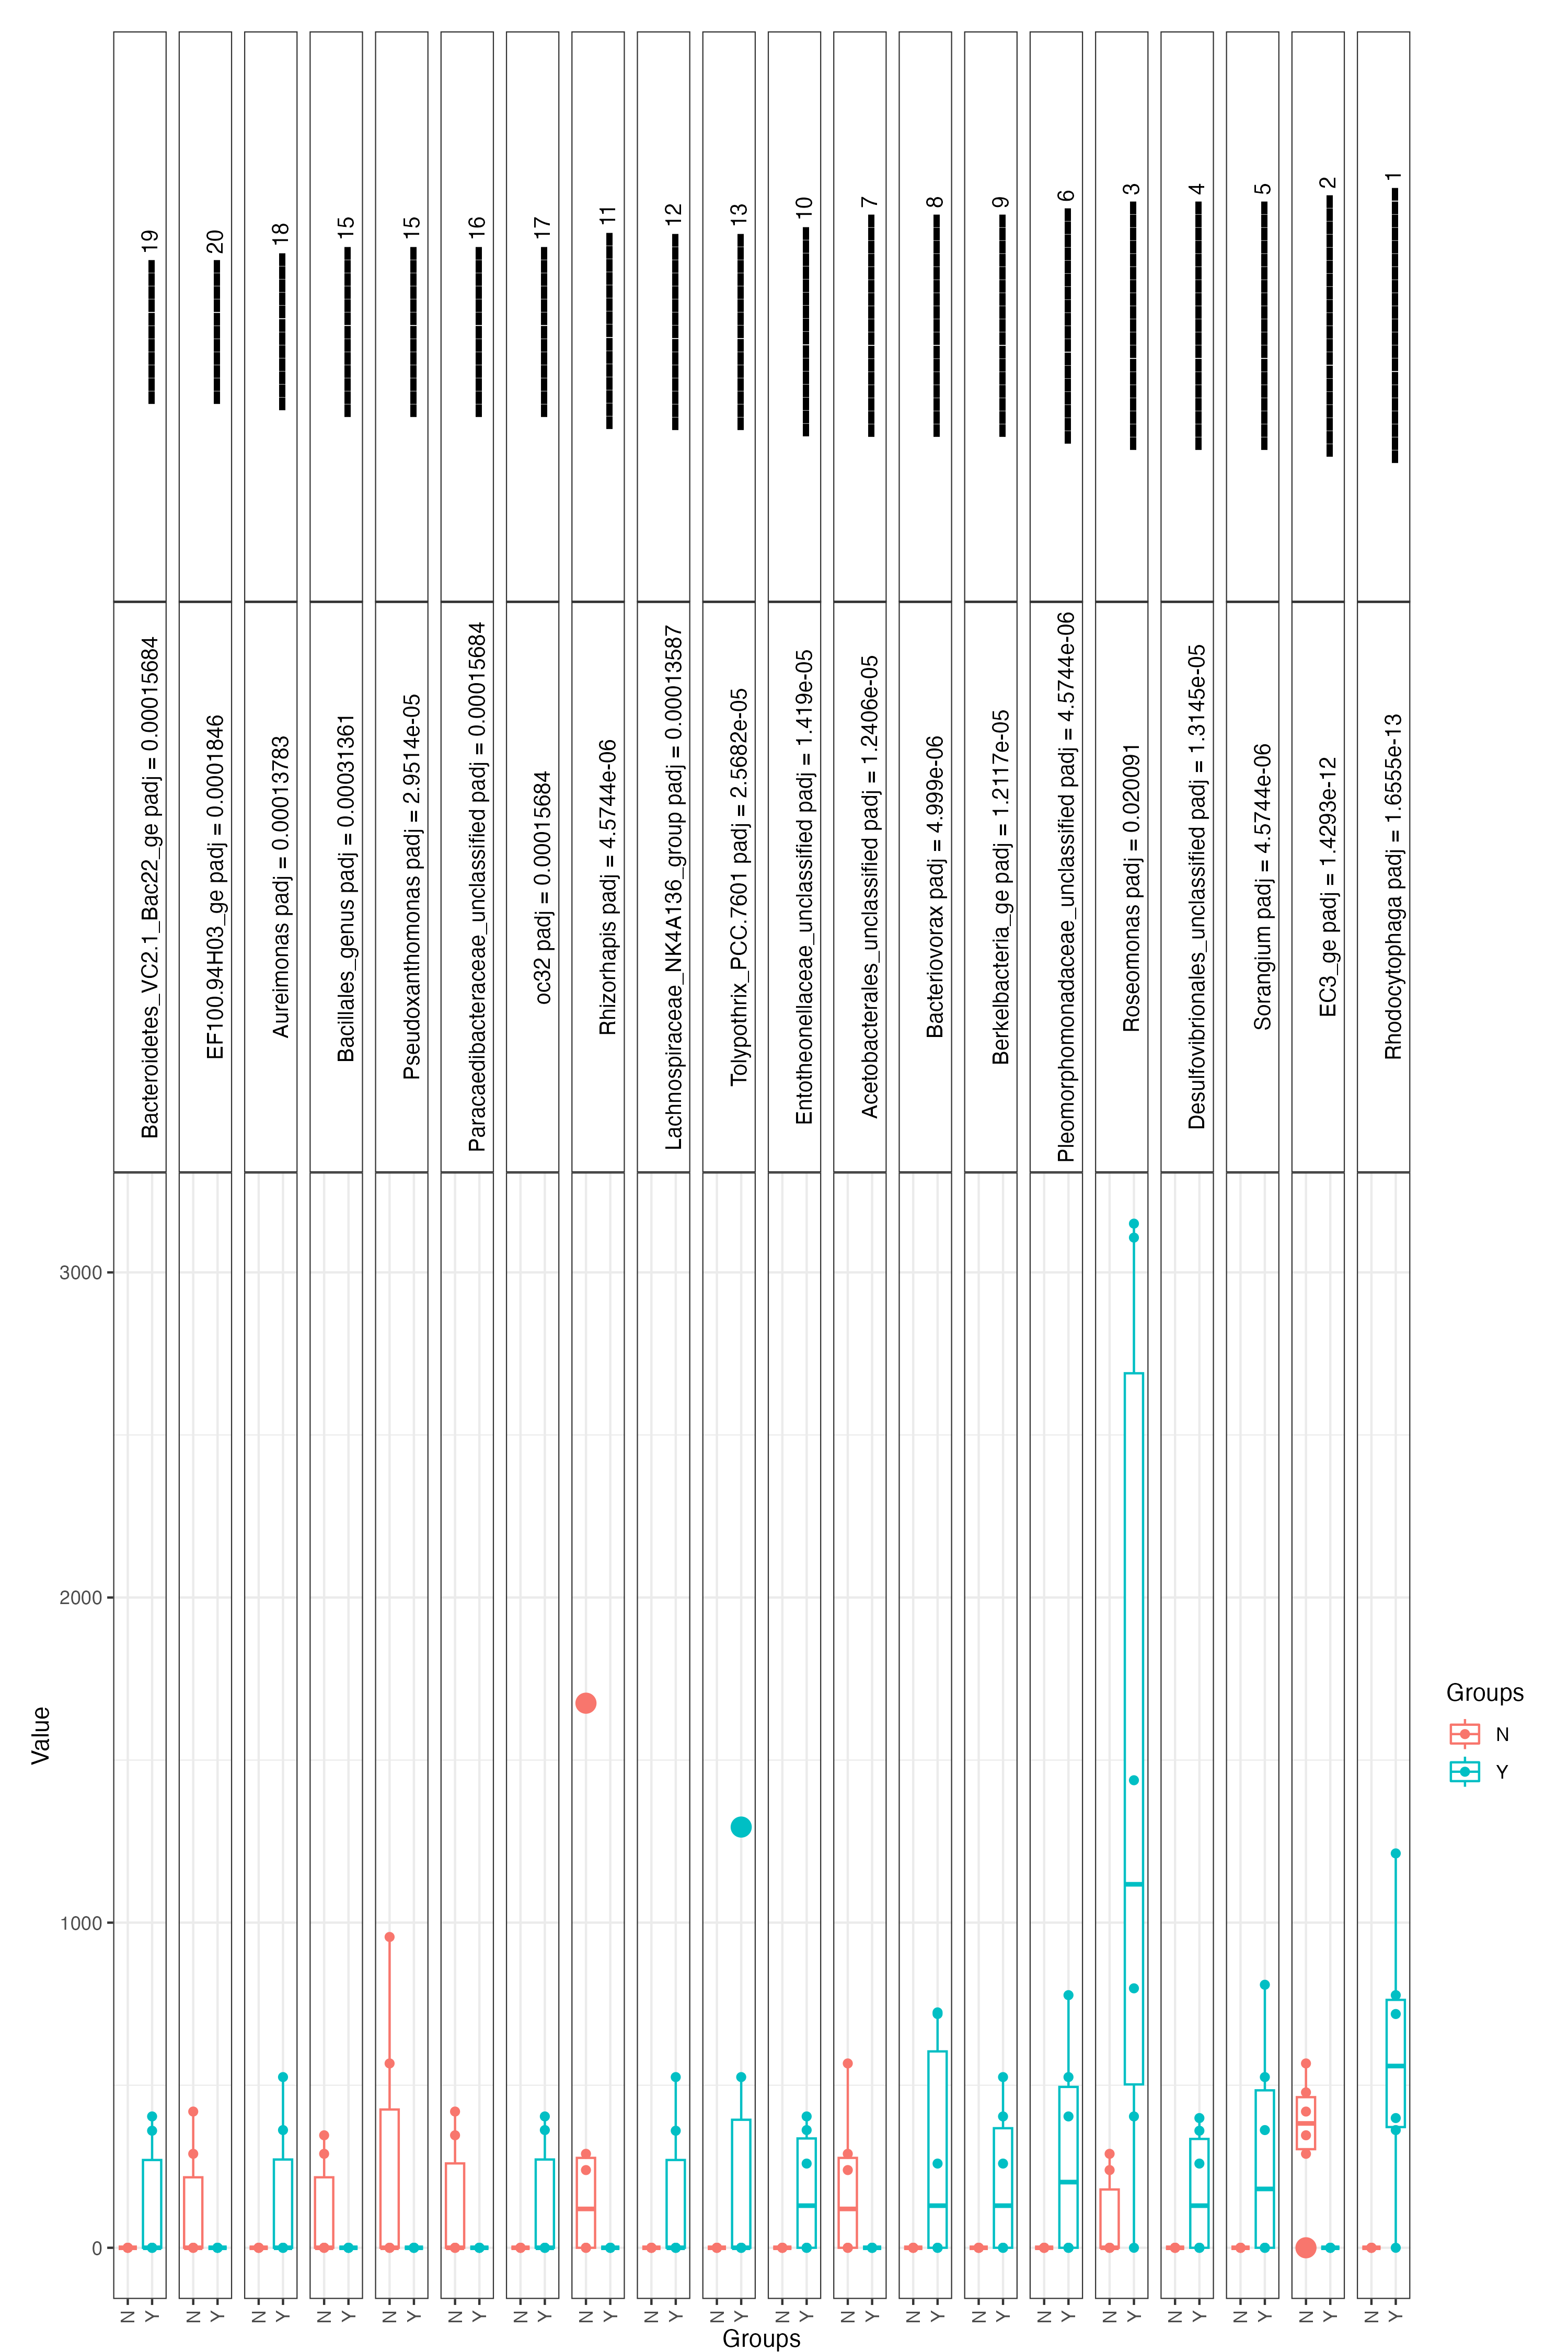 19
20
18
15
15
16
17
11
12
13
10
7
8
9
6
3
4
5
2
1
Bacteroidetes_VC2.1_Bac22_ge padj = 0.00015684
EF100.94H03_ge padj = 0.0001846
Aureimonas padj = 0.00013783
Bacillales_genus padj = 0.00031361
Pseudoxanthomonas padj = 2.9514e-05
Paracaedibacteraceae_unclassified padj = 0.00015684
oc32 padj = 0.00015684
Rhizorhapis padj = 4.5744e-06
Lachnospiraceae_NK4A136_group padj = 0.00013587
Tolypothrix_PCC.7601 padj = 2.5682e-05
Entotheonellaceae_unclassified padj = 1.419e-05
Acetobacterales_unclassified padj = 1.2406e-05
Bacteriovorax padj = 4.999e-06
Berkelbacteria_ge padj = 1.2117e-05
Pleomorphomonadaceae_unclassified padj = 4.5744e-06
Roseomonas padj = 0.020091
Desulfovibrionales_unclassified padj = 1.3145e-05
Sorangium padj = 4.5744e-06
EC3_ge padj = 1.4293e-12
Rhodocytophaga padj = 1.6555e-13
3000
2000
1000
0
Value
N Y N Y N Y N Y N Y N Y N Y N Y N Y N Y N Y N Y N Y N Y N Y N Y N Y N Y N Y N Y
Groups
Groups
N
Y